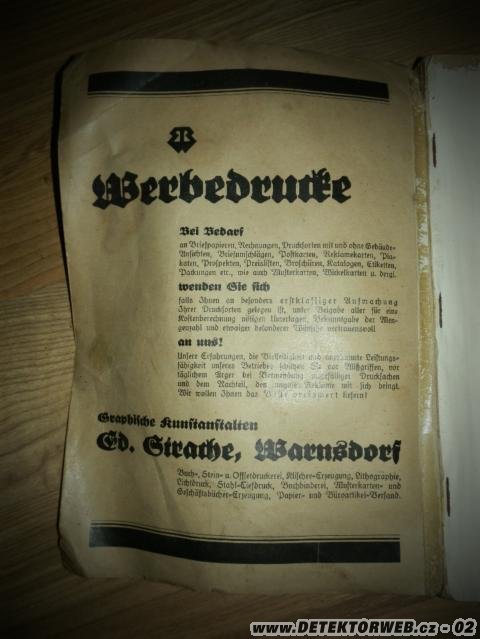 Werbedrucke
Bei Bedarf
an Briefpapieren, Rechnungen, Drucksorten mit und ohne Gebäude-
Ansichten, Briefumschlägen, Postkarten, Reklamekarten, Pla-
katen, Prospekten, Preislisten, Broschüren, Katalogen, Etiketten,
Packungen etc., wie auch Musterkarten, Wickelkarten u. dergl.
wenden Sie sich
falls Ihnen an besonders erstklassiger Aufmachung
Ihrer Drucksorten gelegen ist, unter Beigabe aller für eine
Kostenberechnung nötigen Unterlagen, Bekanntgabe der Men-
genzahl und etwaiger besonderer Wünsche vertrauensvoll
an uns!
Unsere Erfahrungen, die Vielseitigkeit und anerkannte Leistungs-
fähigkeit unseres Betriebes schützen Sie vor Mißgriffen, vor
täglichem Ärger bei Verwendung Drucksachen
und dem Nachteil, den Reklame mit sich bringt.
Wir wollen Ihnen das Beste preiswert liefern!
Graphische Kunstanstalten
Ed. Strache, Warnsdorf
Buch-, Stein- u. Offsetdruckerei, Klischee-Erzeugung, Lithographie,
Lichtdruck, Stahl-Tiefdruck, Buchbinderei, Musterkarten- und
Geschäftsbücher-Erzeugung, Papier- und Büroartikel-Versand.
www.DETEKTORWEB.cz - 02